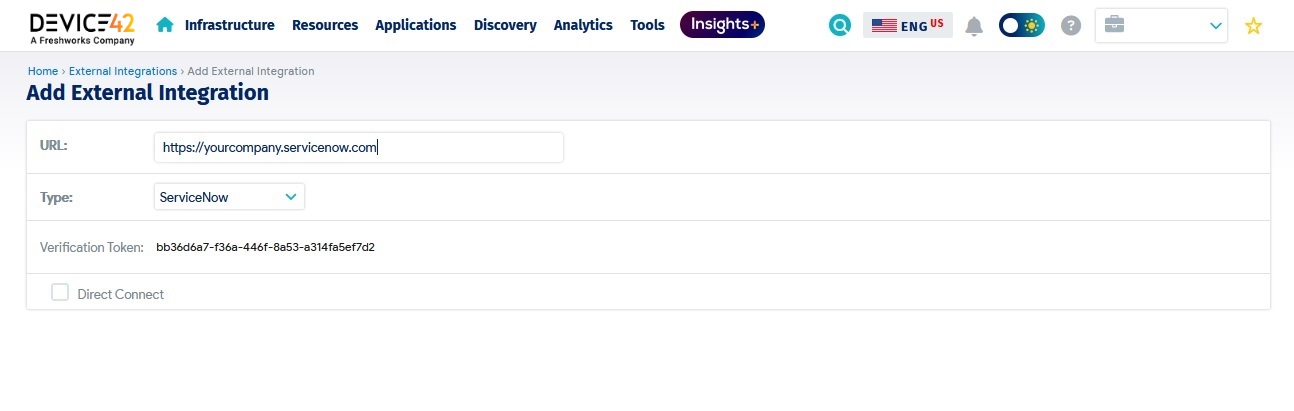 DEVICE42
A Freshworks Company
Infrastructure Resources Applications Discovery Analytics Tools Insights+ ENG US ?
Home › External Integrations › Add External Integration
Add External Integration
URL: https://yourcompany.servicenow.com
Type: ServiceNow
Verification Token: bb36d6a7-f36a-446f-8a53-a314fa5ef7d2
Direct Connect